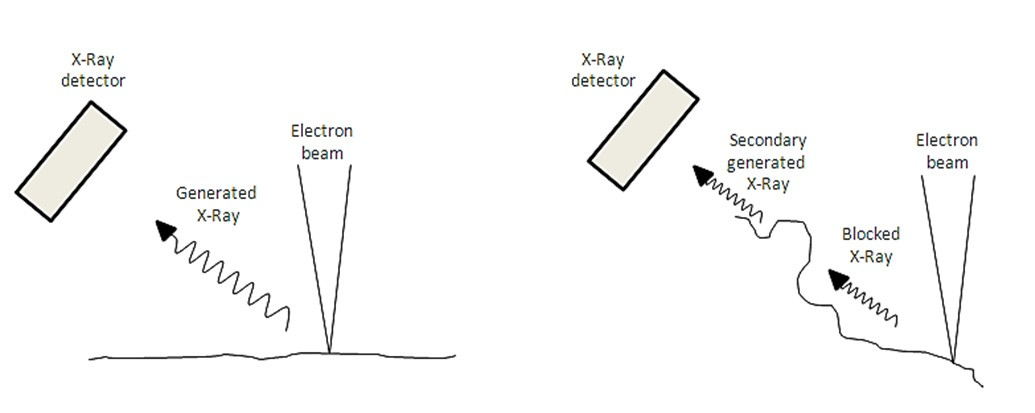 X-Ray
detector
Electron
beam
Generated
X-Ray
X-Ray
detector
Secondary
generated
X-Ray
Electron
beam
Blocked
X-Ray